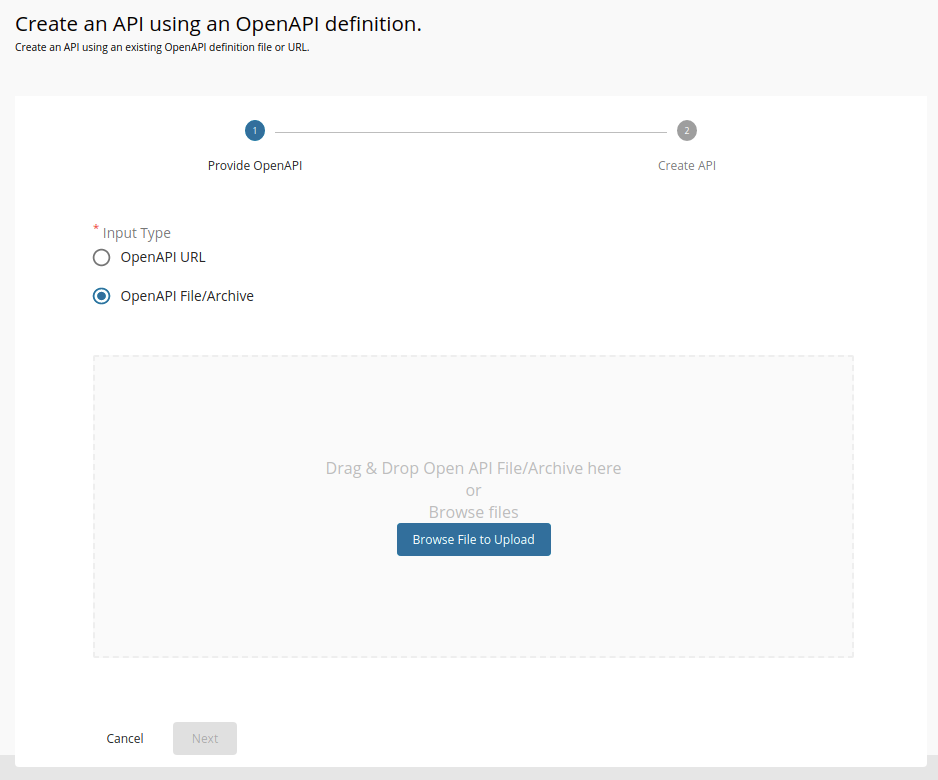 Create an API using an OpenAPI definition.
Create an API using an existing OpenAPI definition file or URL.
1
2
Provide OpenAPI
Create API
* Input Type
OpenAPI URL
OpenAPI File/Archive
Drag & Drop Open API File/Archive here
or
Browse files
Browse File to Upload
Cancel
Next